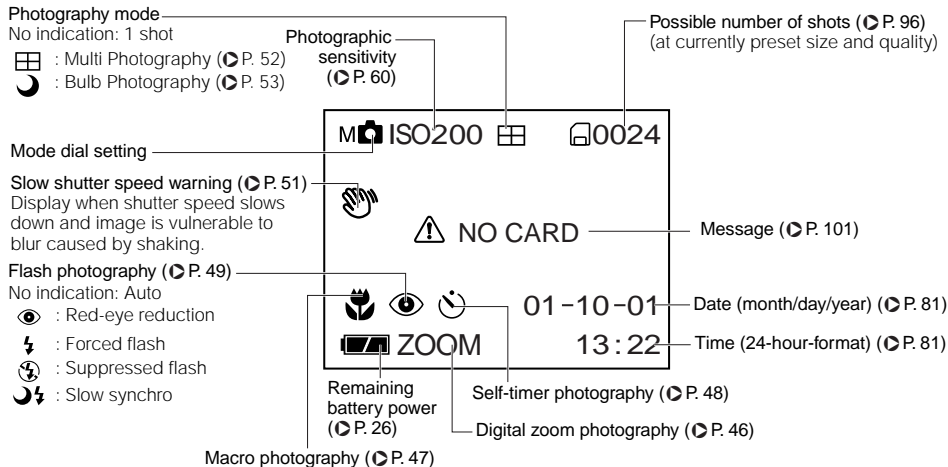 Photography mode
No indication: 1 shot
: Multi Photography (P. 52)
: Bulb Photography (P. 53)
Photographic
sensitivity
(P. 60)
Possible number of shots (P. 96)
(at currently preset size and quality)
Mode dial setting
Slow shutter speed warning (P. 51)
Display when shutter speed slows
down and image is vulnerable to
blur caused by shaking.
Flash photography (P. 49)
No indication: Auto
: Red-eye reduction
: Forced flash
: Suppressed flash
: Slow synchro
M ISO200 0024
NO CARD
01-10-01
ZOOM 13:22
Message (P. 101)
Date (month/day/year) (P. 81)
Time (24-hour-format) (P. 81)
Remaining
battery power
(P. 26)
Self-timer photography (P. 48)
Digital zoom photography (P. 46)
Macro photography (P. 47)